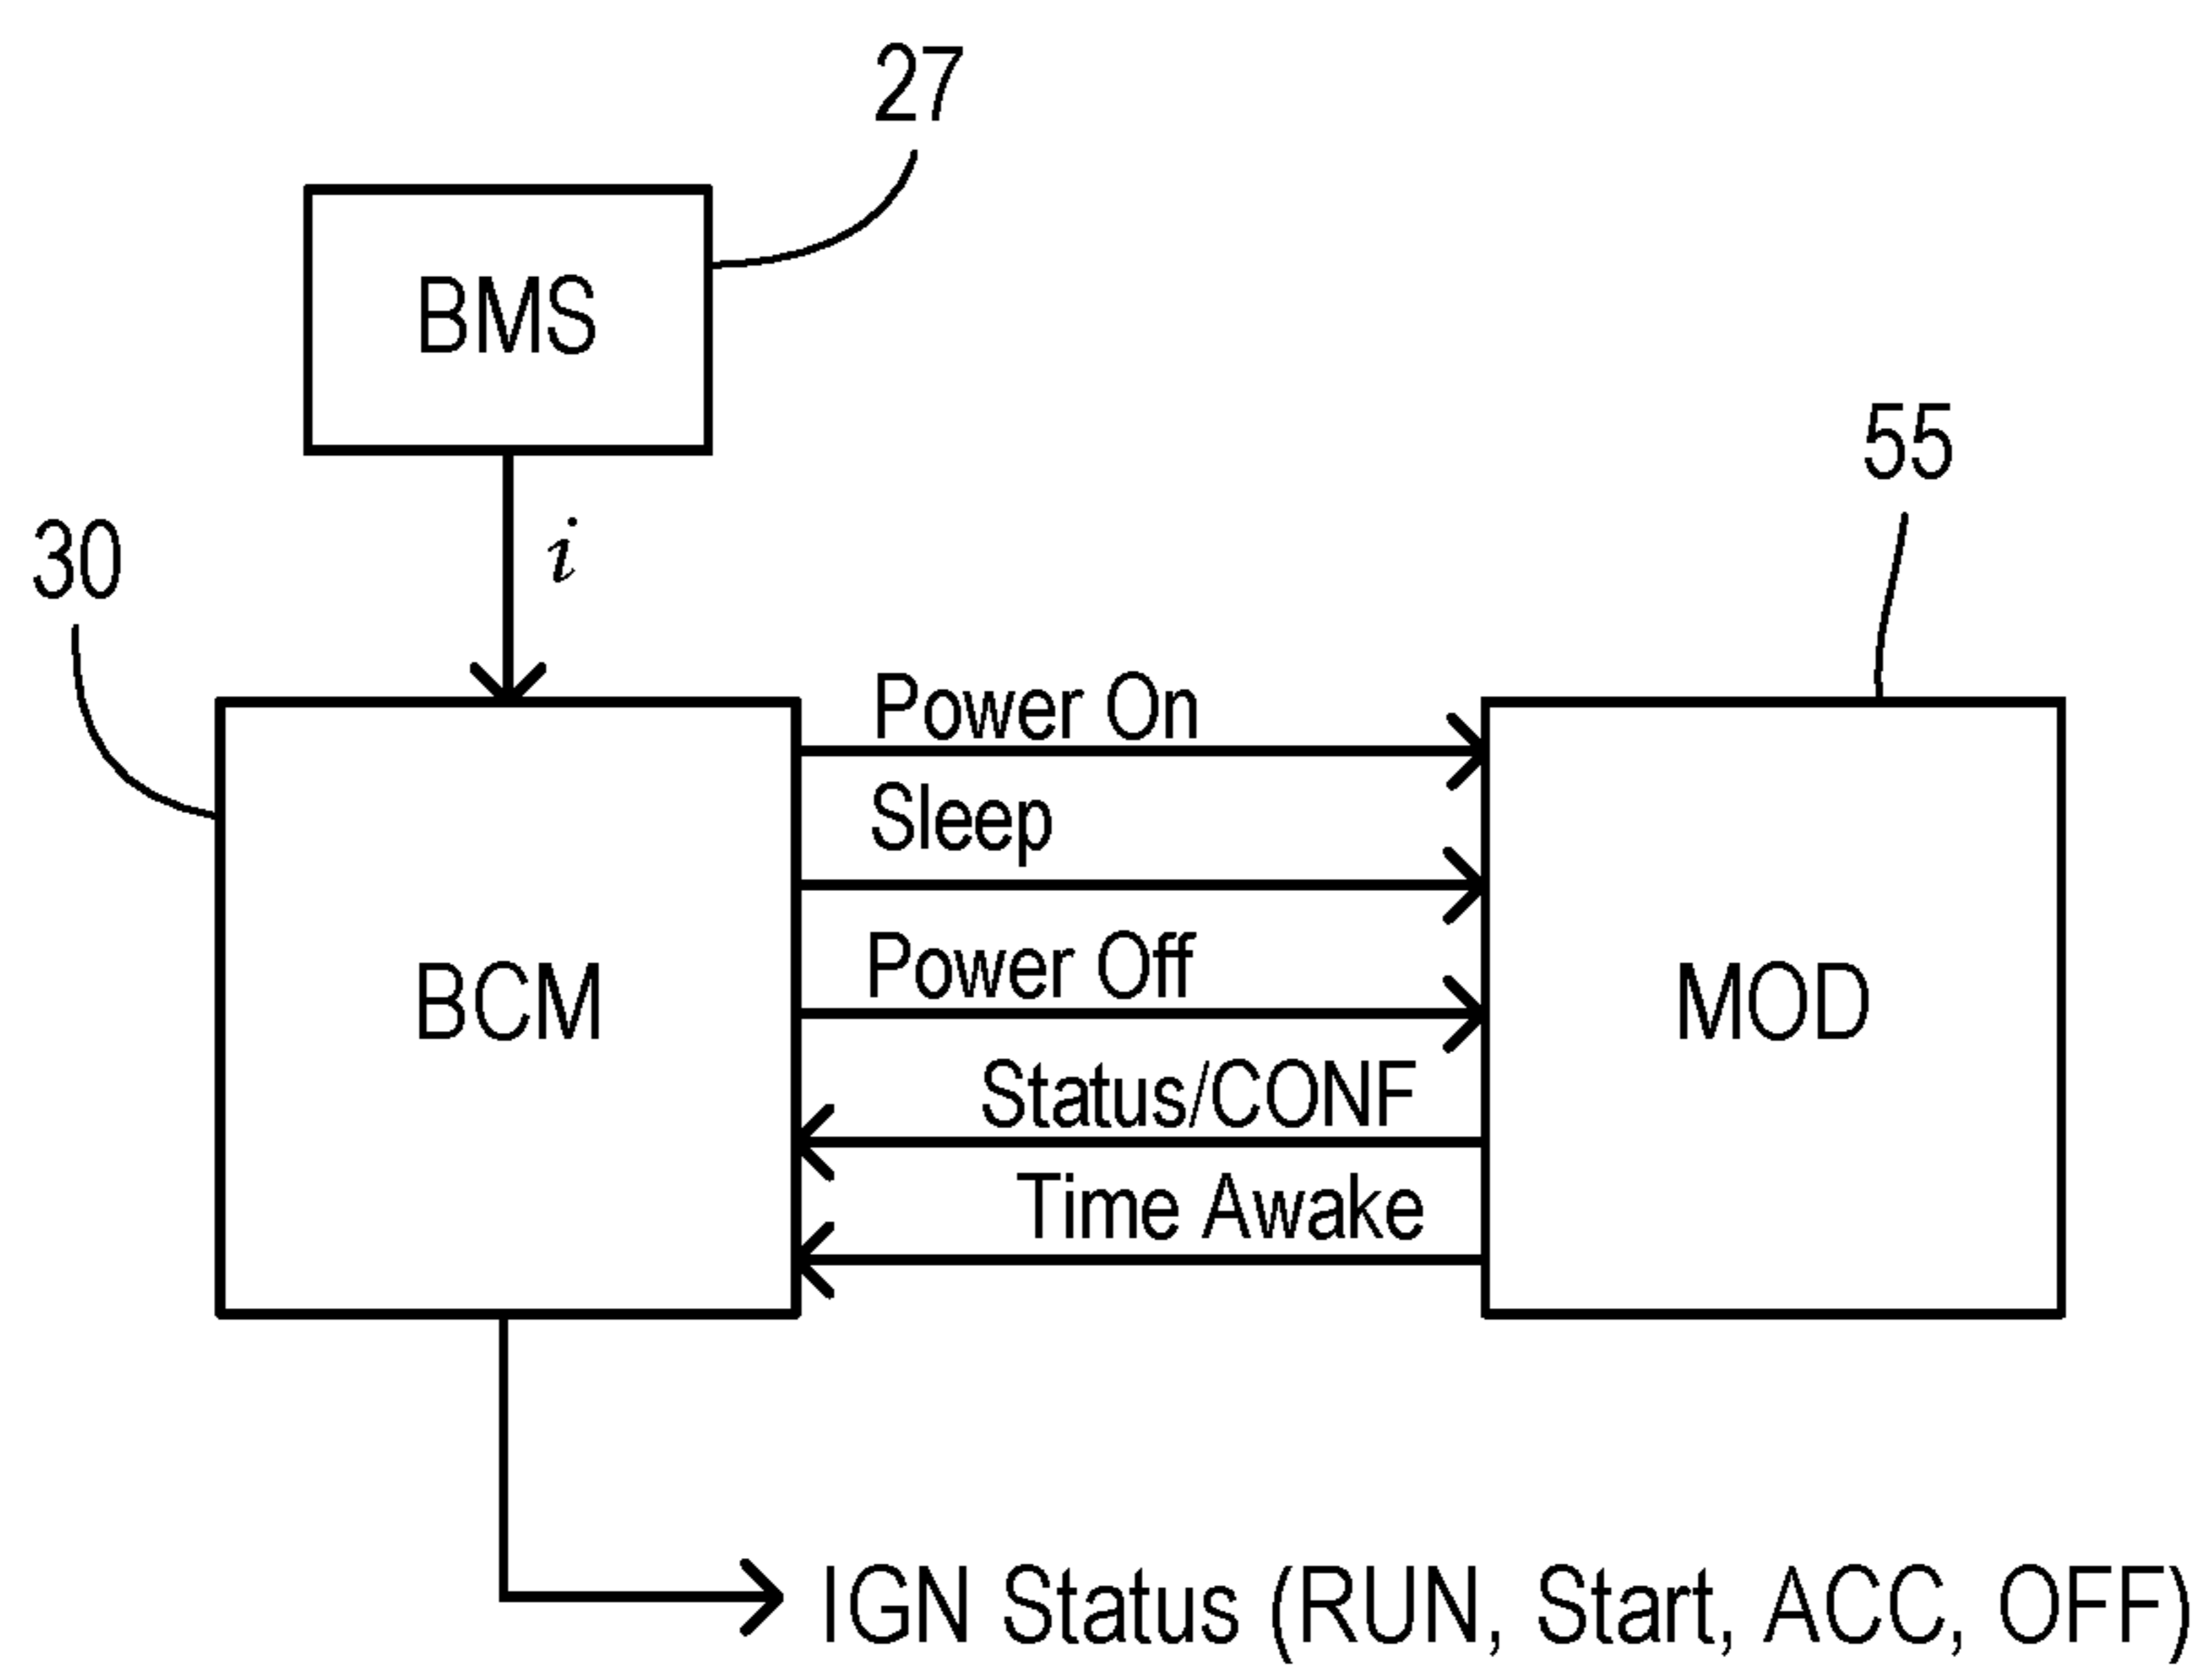 27
BMS
55
30
i
Power On
Sleep
Power Off
BCM
MOD
Status/CONF
Time Awake
IGN Status (RUN, Start, ACC, OFF)